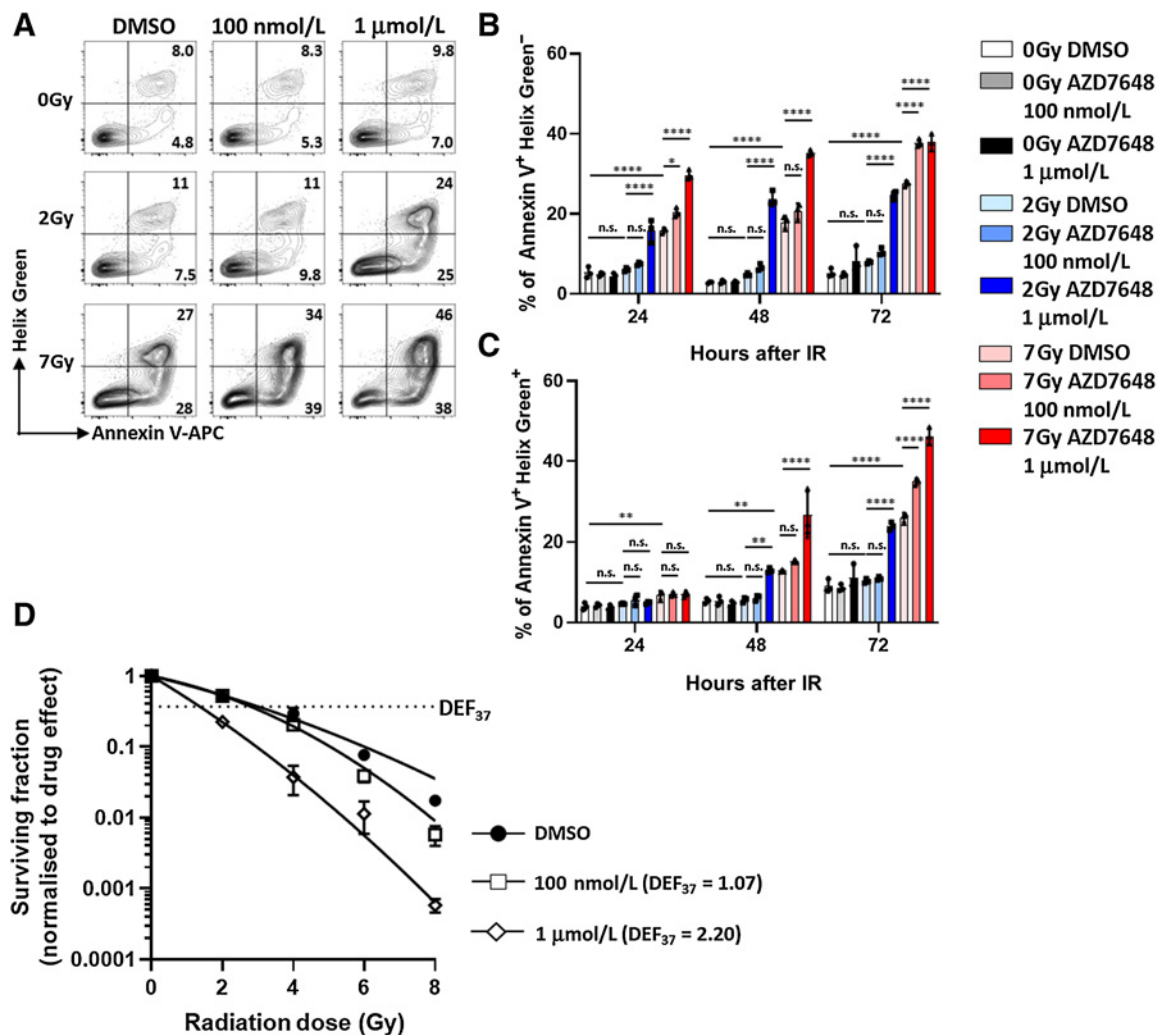 A
DMSO 100 nmol/L 1 μmol/L
0Gy
8.0 8.3 9.8
4.8 5.3 7.0
2Gy
11 11 24
7.5 9.8 25
7Gy
27 34 46
28 39 38
Helix Green
Annexin V-APC
B
% of Annexin V⁺ Helix Green⁻
60
40
20
0
**** **** * ****
n.s. n.s.
**** **** n.s. ****
n.s. n.s.
**** **** **** ****
n.s. n.s.
24 48 72
Hours after IR
0Gy DMSO
0Gy AZD7648
100 nmol/L
0Gy AZD7648
1 μmol/L
2Gy DMSO
2Gy AZD7648
100 nmol/L
2Gy AZD7648
1 μmol/L
7Gy DMSO
7Gy AZD7648
100 nmol/L
7Gy AZD7648
1 μmol/L
C
% of Annexin V⁺ Helix Green⁺
60
40
20
0
** n.s. n.s.
n.s. n.s. n.s.
** ** n.s. ****
n.s. n.s.
**** **** **** ****
n.s. n.s.
24 48 72
Hours after IR
D
Surviving fraction
(normalised to drug effect)
1
0.1
0.01
0.001
0.0001
DEF₃₇
0 2 4 6 8
Radiation dose (Gy)
DMSO
100 nmol/L (DEF₃₇ = 1.07)
1 μmol/L (DEF₃₇ = 2.20)